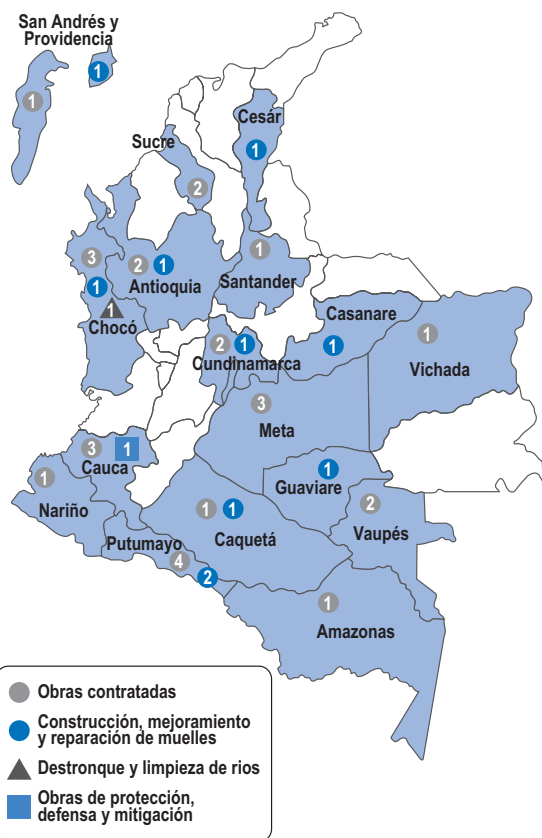 San Andrés y
Providencia
1
1
Cesár
1
Sucre
2
3
2
1
Antioquia
1
Santander
1
1
Chocó
Casanare
1
1
Vichada
2
1
Cundinamarca
3
Meta
3
1
Cauca
1
Nariño
1
Guaviare
1
1
Caquetá
2
Vaupés
Putumayo
4
2
1
Amazonas
Obras contratadas
Construcción, mejoramiento
y reparación de muelles
Destronque y limpieza de rios
Obras de protección,
defensa y mitigación